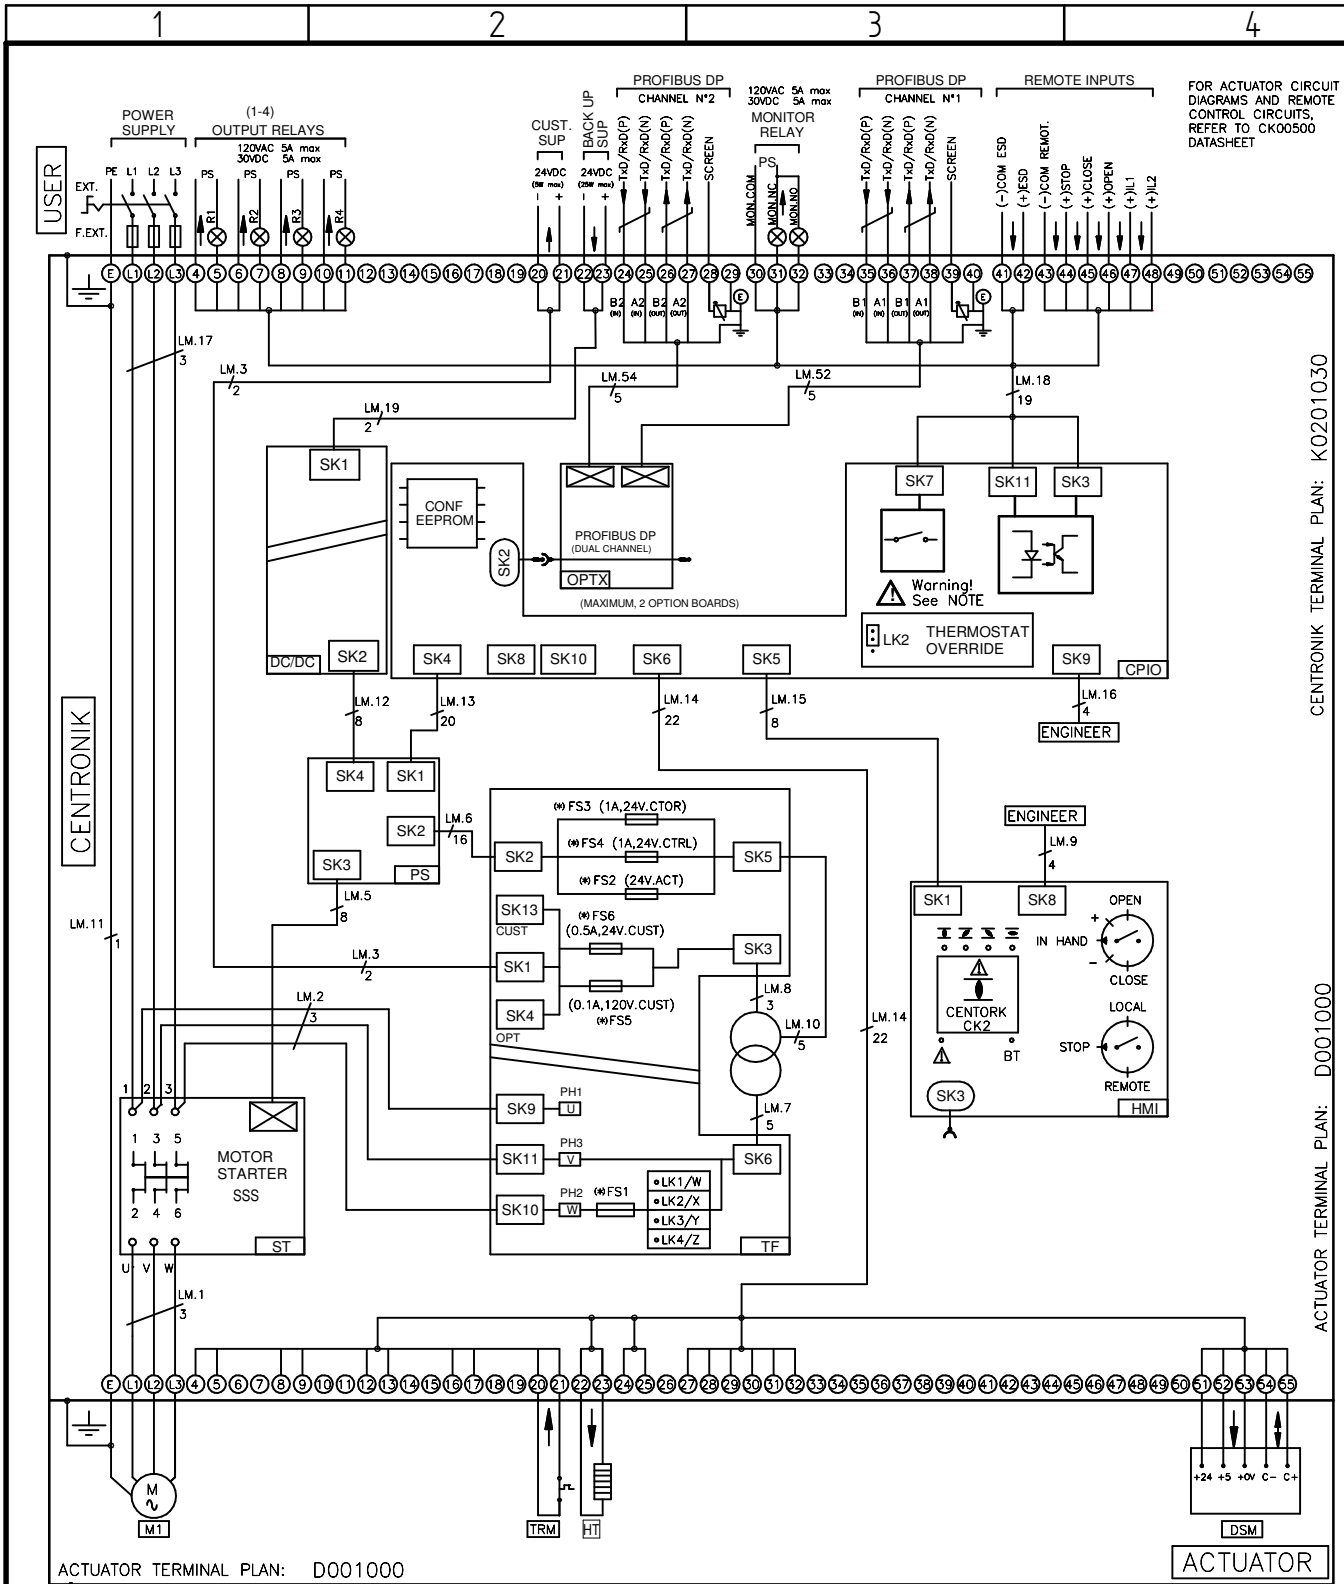 1 2 3 4
POWER
SUPPLY
(1-4)
OUTPUT RELAYS
120VAC 5A max
30VDC 5A max
CUST.
SUP
24VDC
(5W max)
- +
BACK UP
SUP
24VDC
(25W max)
- +
PROFIBUS DP
CHANNEL N°2
120VAC 5A max
30VDC 5A max
MONITOR
RELAY
PROFIBUS DP
CHANNEL N°1
REMOTE INPUTS
FOR ACTUATOR CIRCUIT
DIAGRAMS AND REMOTE
CONTROL CIRCUITS,
REFER TO CK00500
DATASHEET
USER
PE L1 L2 L3
EXT.
F.EXT.
PS PS PS PS
R1 R2 R3 R4
TxD/RxD(P)
TxD/RxD(N)
TxD/RxD(P)
TxD/RxD(N)
SCREEN
PS
MON.COM
MON.NC
MON.NO
TxD/RxD(P)
TxD/RxD(N)
TxD/RxD(P)
TxD/RxD(N)
SCREEN
(-)COM ESD
(+)ESD
(-)COM REMOT.
(+)STOP
(+)CLOSE
(+)OPEN
(+)IL1
(+)IL2
E L1 L2 L3 4 5 6 7 8 9 10 11 12 13 14 15 16 17 18 19 20 21 22 23 24 25 26 27 28 29 30 31 32 33 34 35 36 37 38 39 40 41 42 43 44 45 46 47 48 49 50 51 52 53 54 55
B2 A2 B2 A2
(IN) (IN) (OUT) (OUT)
E
B1 A1 B1 A1
(IN) (IN) (OUT) (OUT)
E
LM.17
3
LM.3
2
LM.19
2
LM.54
5
LM.52
5
LM.18
19
CENTRONIK TERMINAL PLAN: K0201030
SK1
CONF
EEPROM
SK2
PROFIBUS DP
(DUAL CHANNEL)
OPTX
(MAXIMUM, 2 OPTION BOARDS)
SK7
SK11
SK3
Warning!
See NOTE
LK2
THERMOSTAT
OVERRIDE
DC/DC
SK2
SK4
SK8
SK10
SK6
SK5
SK9
CPIO
LM.12
8
LM.13
20
LM.14
22
LM.15
8
LM.16
4
ENGINEER
CENTRONIK
SK4
SK1
SK2
SK3
PS
LM.6
16
LM.5
8
(*)FS3 (1A,24V.CTOR)
(*)FS4 (1A,24V.CTRL)
(*)FS2 (24V.ACT)
SK2
SK5
SK13
CUST
(*)FS6
(0.5A,24V.CUST)
SK1
SK3
(0.1A,120V.CUST)
(*)FS5
SK4
OPT
LM.8
3
LM.10
5
LM.7
5
LM.14
22
ENGINEER
LM.9
4
SK1
SK8
OPEN
+
IN HAND
-
CLOSE
CENTORK
CK2
BT
LOCAL
STOP
REMOTE
SK3
HMI
LM.11
1
LM.3
2
LM.2
3
1 2 3
1 3 5
2 4 6
MOTOR
STARTER
SSS
ST
U V W
LM.1
3
SK9
PH1
U
SK11
PH3
V
SK10
PH2
W
(*)FS1
SK6
LK1/W
LK2/X
LK3/Y
LK4/Z
TF
ACTUATOR TERMINAL PLAN: D001000
E L1 L2 L3 4 5 6 7 8 9 10 11 12 13 14 15 16 17 18 19 20 21 22 23 24 25 26 27 28 29 30 31 32 33 34 35 36 37 38 39 40 41 42 43 44 45 46 47 48 49 50 51 52 53 54 55
M
M1
TRM
HT
+24 +5 +0V C- C+
DSM
ACTUATOR TERMINAL PLAN: D001000
ACTUATOR